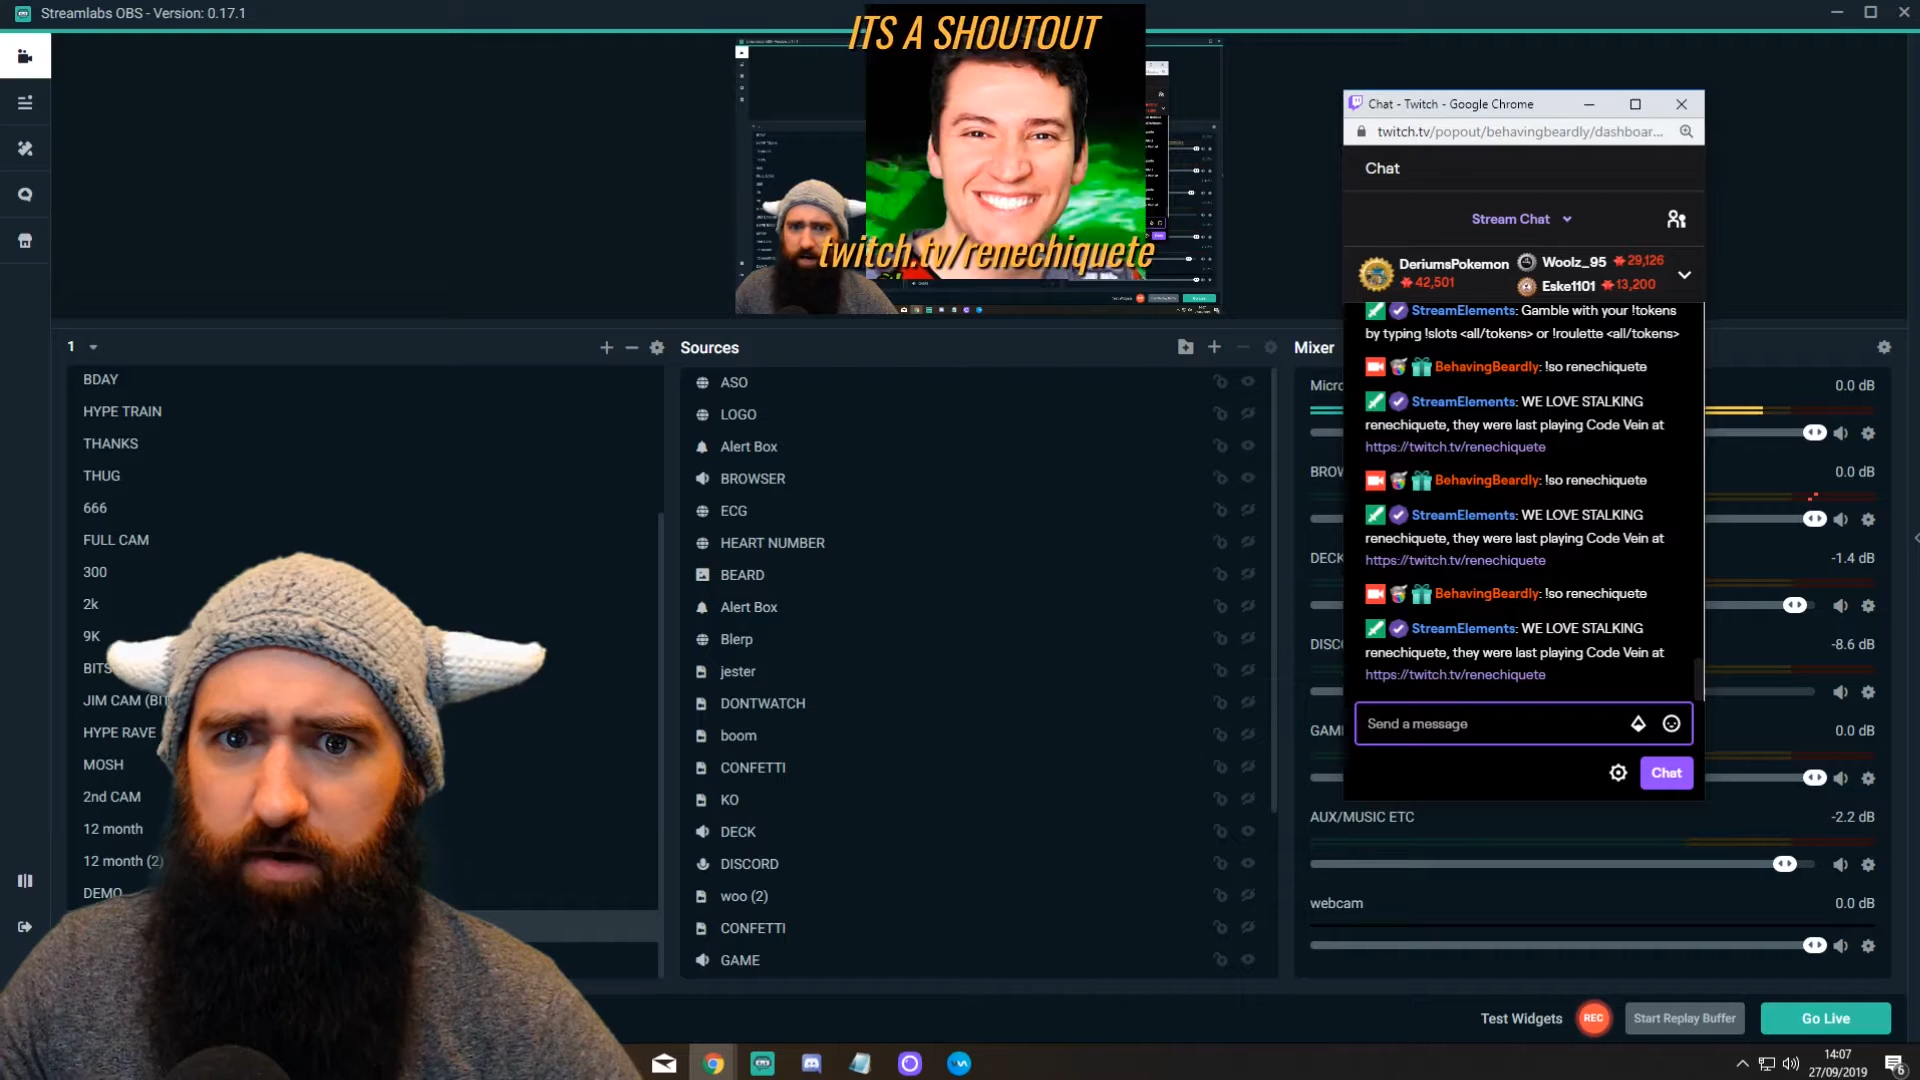 Streamlabs OBS - Version: 0.17.1
ITS A SHOUTOUT
twitch.tv/renechiquete
Chat - Twitch - Google Chrome
twitch.tv/popout/behavingbeardly/dashboar...
Chat
Stream Chat
DeriumsPokemon
42,501
Woolz_95 29,126
Eske1101 13,200
StreamElements: Gamble with your !tokens
by typing !slots <all/tokens> or !roulette <all/tokens>
BehavingBeardly: !so renechiquete
StreamElements: WE LOVE STALKING
renechiquete, they were last playing Code Vein at
https://twitch.tv/renechiquete
BehavingBeardly: !so renechiquete
StreamElements: WE LOVE STALKING
renechiquete, they were last playing Code Vein at
https://twitch.tv/renechiquete
BehavingBeardly: !so renechiquete
StreamElements: WE LOVE STALKING
renechiquete, they were last playing Code Vein at
https://twitch.tv/renechiquete
Send a message
Chat
1
BDAY
HYPE TRAIN
THANKS
THUG
666
FULL CAM
300
2k
9K
BITS
JIM CAM (BIT
HYPE RAVE
MOSH
2nd CAM
12 month
12 month (2)
DEMO
Sources
ASO
LOGO
Alert Box
BROWSER
ECG
HEART NUMBER
BEARD
Alert Box
Blerp
jester
DONTWATCH
boom
CONFETTI
KO
DECK
DISCORD
woo (2)
CONFETTI
GAME
Mixer
Micro 0.0 dB
BROW 0.0 dB
DECK -1.4 dB
DISC -8.6 dB
GAM 0.0 dB
AUX/MUSIC ETC -2.2 dB
webcam 0.0 dB
Test Widgets REC Start Replay Buffer Go Live
14:07
27/09/2019
6